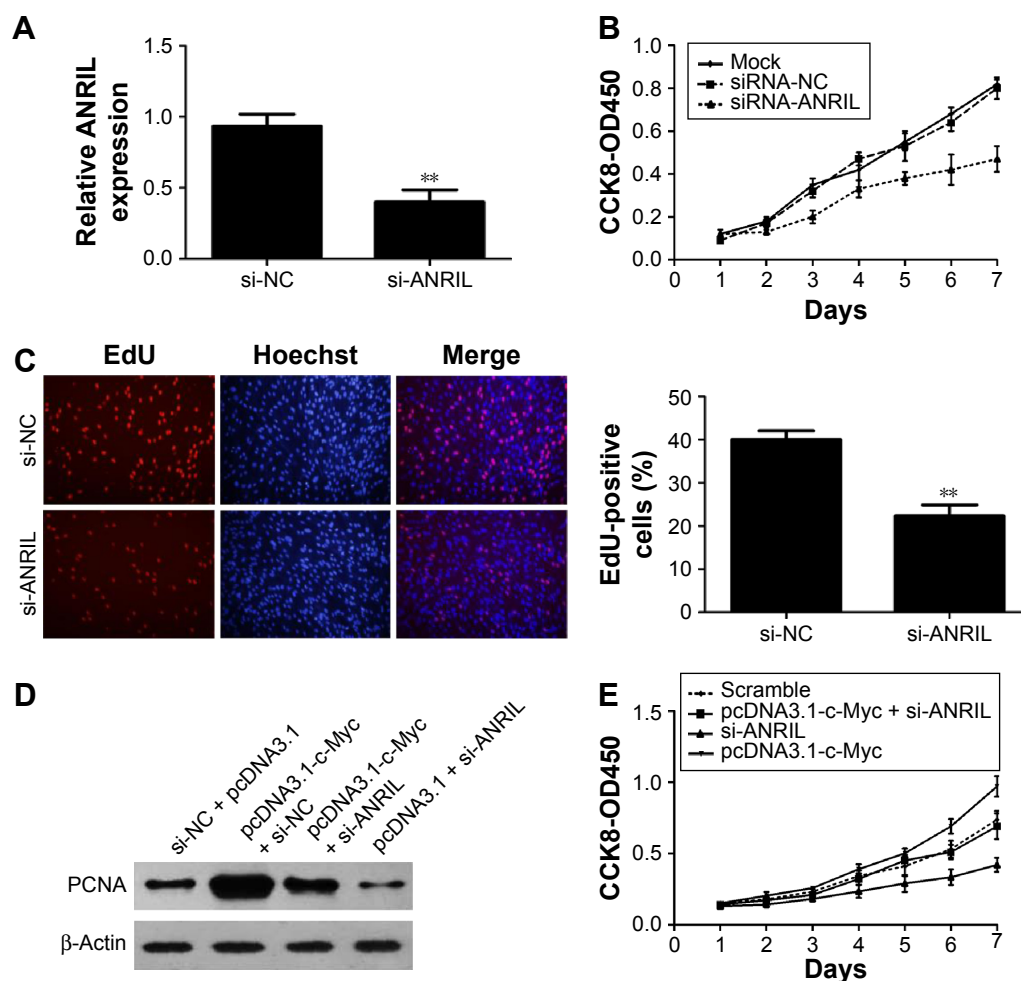 A
Relative ANRIL
expression
1.5
1.0
0.5
0.0
**
si-NC
si-ANRIL
B
Mock
siRNA-NC
siRNA-ANRIL
CCK8-OD450
1.0
0.8
0.6
0.4
0.2
0.0
0 1 2 3 4 5 6 7
Days
C
EdU
Hoechst
Merge
si-NC
si-ANRIL
EdU-positive
cells (%)
50
40
30
20
10
0
**
si-NC
si-ANRIL
D
si-NC + pcDNA3.1
pcDNA3.1-c-Myc
+ si-NC
pcDNA3.1-c-Myc
+ si-ANRIL
pcDNA3.1 + si-ANRIL
PCNA
β-Actin
E
Scramble
pcDNA3.1-c-Myc + si-ANRIL
si-ANRIL
pcDNA3.1-c-Myc
CCK8-OD450
1.5
1.0
0.5
0.0
0 1 2 3 4 5 6 7
Days